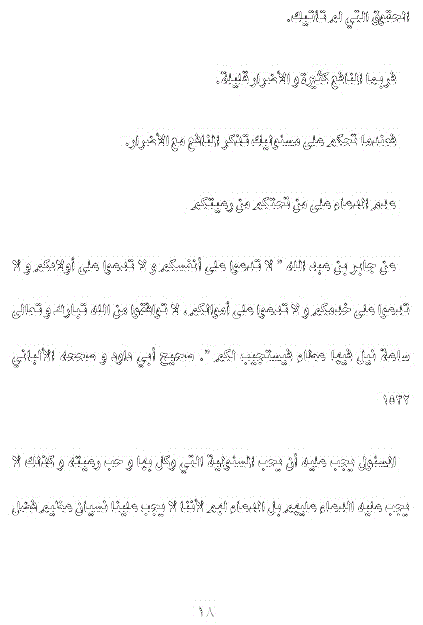 الحقوق التي لم تأتيك.
فربما المنافع كثيرة و الأضرار قليلة.
فعندما تحكم على مسئوليك تذكر المنافع مع الأضرار.
عدم الدعاء على من تحتكم من رعيتكم
عن جابر بن عبد الله " لا تدعوا على أنفسكم و لا تدعوا على أولادكم و لا
تدعوا على خدمكم و لا تدعوا على أموالكم، لا توافقوا من الله تبارك و تعالى
ساعة نيل فيها عطاء فيستجيب لكم ". صحيح أبي داود و صححه الألباني
١٥٣٢
المسئول يجب عليه أن يحب المسئولية التي وكل بها و حب رعيته و كذلك لا
يجب عليه الدعاء عليهم بل الدعاء لهم لأننا لا يجب علينا نسيان عظيم فضل
١٨